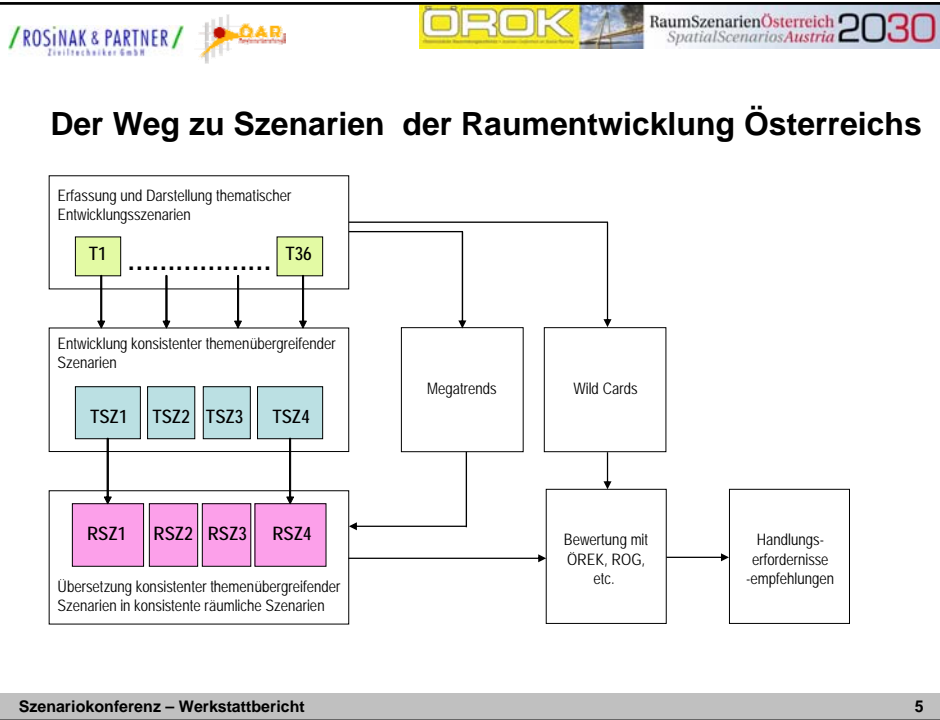 / ROSiNAK & PARTNER /
Ziviltechniker GmbH
ÖAR
Regionalberatung
ÖROK
RaumSzenarienÖsterreich 2030
SpatialScenariosAustria
Der Weg zu Szenarien der Raumentwicklung Österreichs
Erfassung und Darstellung thematischer
Entwicklungsszenarien
T1 .................. T36
Entwicklung konsistenter themenübergreifender
Szenarien
TSZ1 TSZ2 TSZ3 TSZ4
Megatrends
Wild Cards
RSZ1 RSZ2 RSZ3 RSZ4
Übersetzung konsistenter themenübergreifender
Szenarien in konsistente räumliche Szenarien
Bewertung mit
ÖREK, ROG,
etc.
Handlungs-
erfordernisse
-empfehlungen
Szenariokonferenz – Werkstattbericht 5